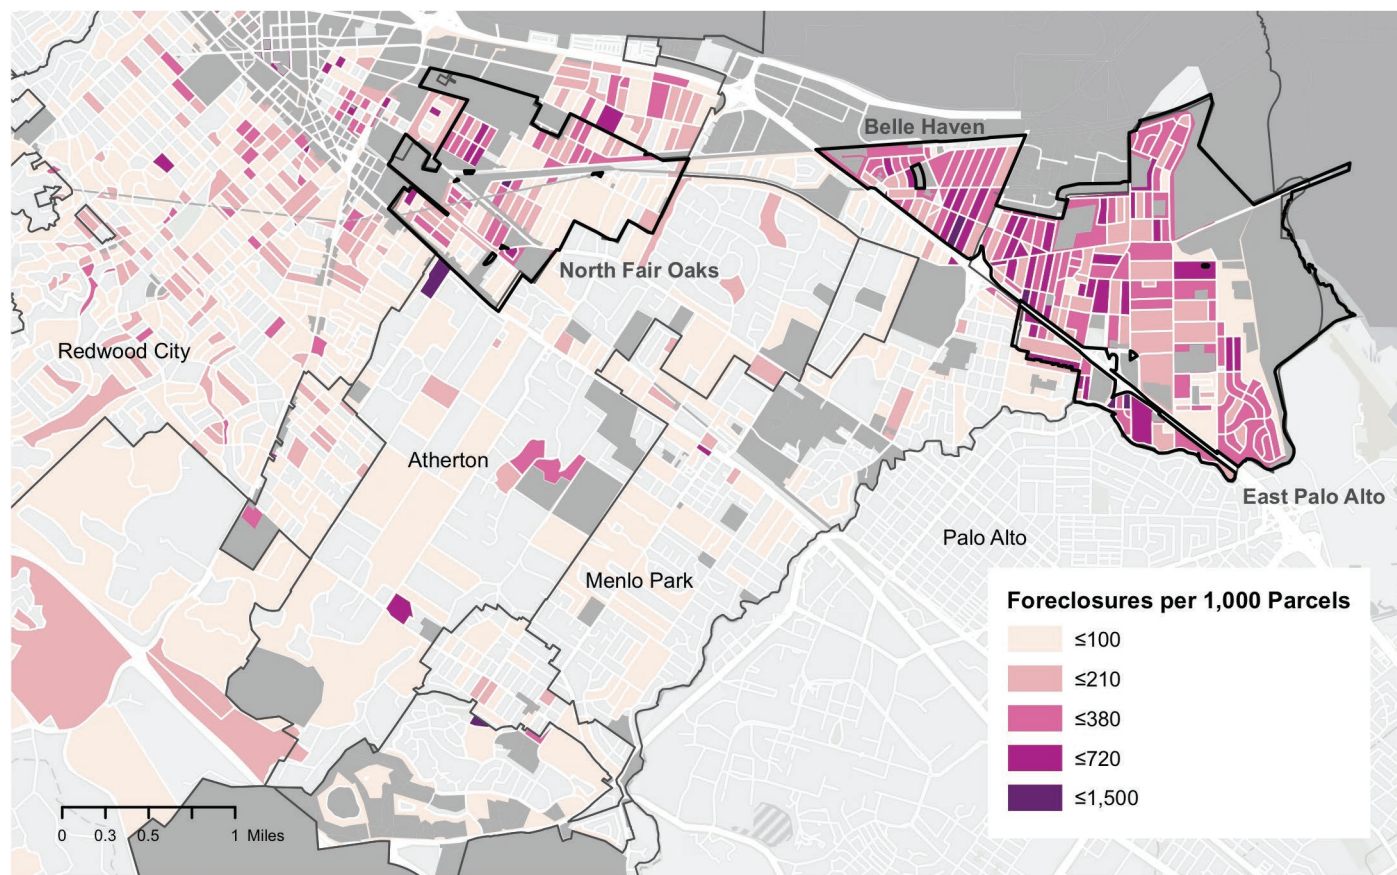 Belle Haven
North Fair Oaks
Redwood City
Atherton
East Palo Alto
Palo Alto
Menlo Park
Foreclosures per 1,000 Parcels
≤100
≤210
≤380
≤720
≤1,500
0 0.3 0.5 1 Miles